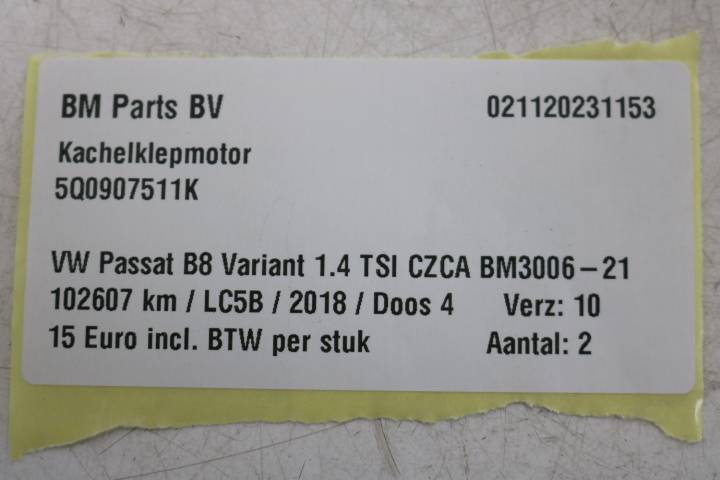 BM Parts BV 021120231153
Kachelklepmotor
5Q0907511K
VW Passat B8 Variant 1.4 TSI CZCA BM3006-21
102607 km / LC5B / 2018 / Doos 4 Verz: 10
15 Euro incl. BTW per stuk Aantal: 2